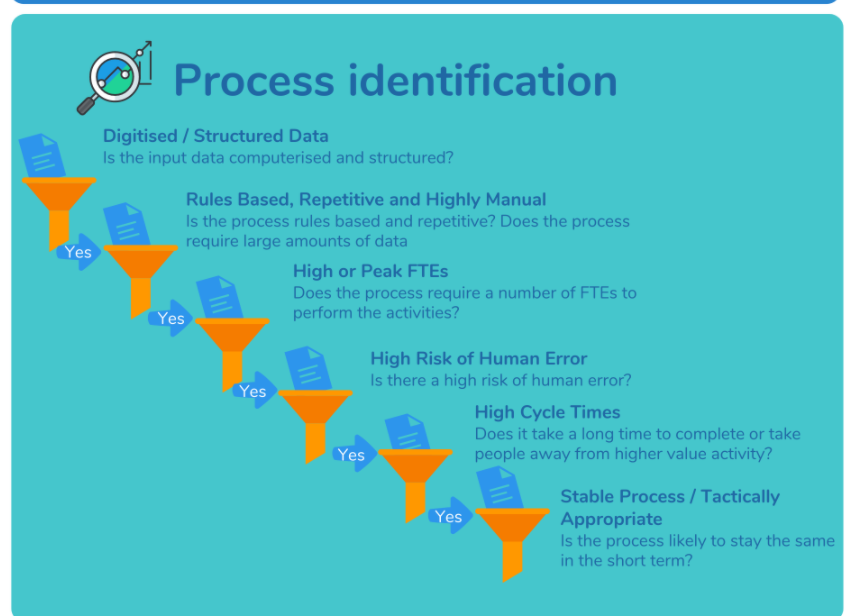 Process identification
Digitised / Structured Data
Is the input data computerised and structured?
Rules Based, Repetitive and Highly Manual
Is the process rules based and repetitive? Does the process
require large amounts of data
Yes
High or Peak FTEs
Does the process require a number of FTEs to
perform the activities?
Yes
High Risk of Human Error
Is there a high risk of human error?
Yes
High Cycle Times
Does it take a long time to complete or take
people away from higher value activity?
Yes
Stable Process / Tactically
Appropriate
Is the process likely to stay the same
in the short term?
Yes